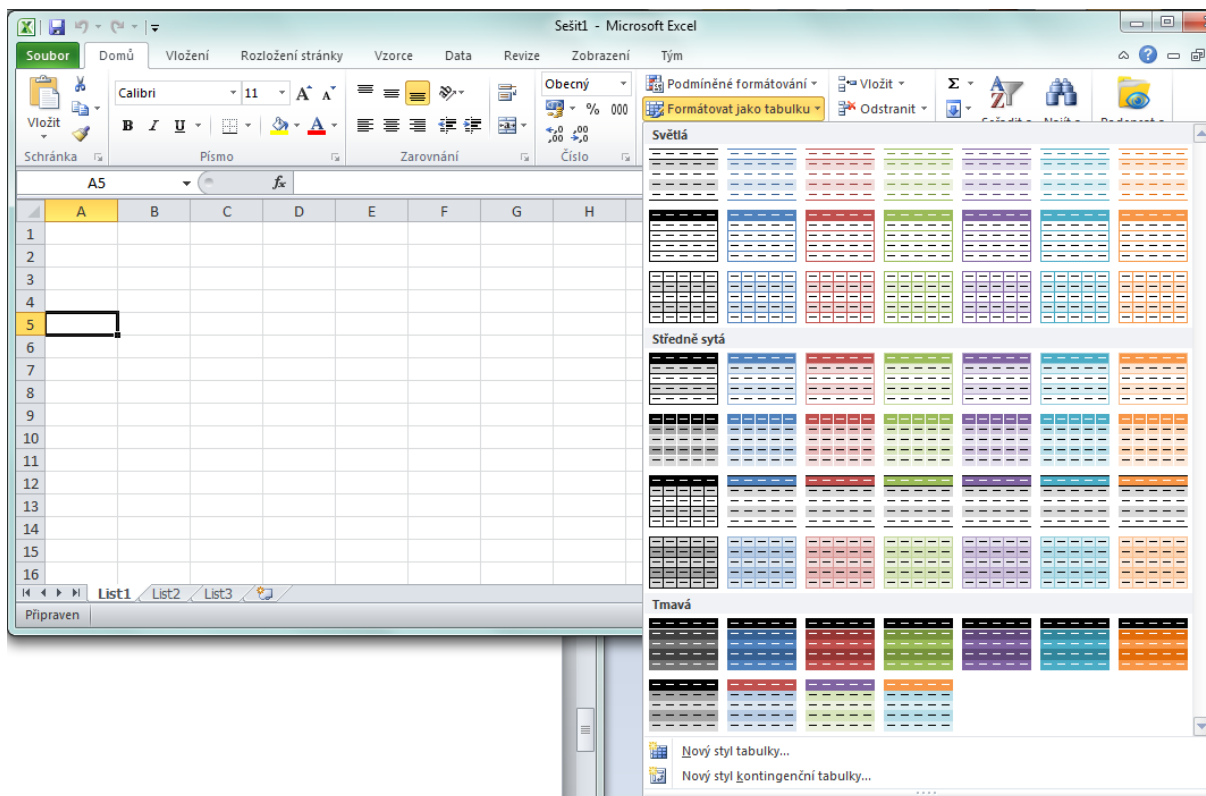 Sešit1 - Microsoft Excel
Soubor Domů Vložení Rozložení stránky Vzorce Data Revize Zobrazení Tým
Calibri 11 Obecný Podmíněné formátování Vložit Σ
Vložit B I U A % 000 Formátovat jako tabulku Odstranit
Schránka Písmo Zarovnání Číslo
Světlá
A5 fx
A B C D E F G H
1
2
3
4
5
6
7
8
9
10
11
12
13
14
15
16
Středně sytá
Tmavá
List1 List2 List3
Připraven
Nový styl tabulky...
Nový styl kontingenční tabulky...